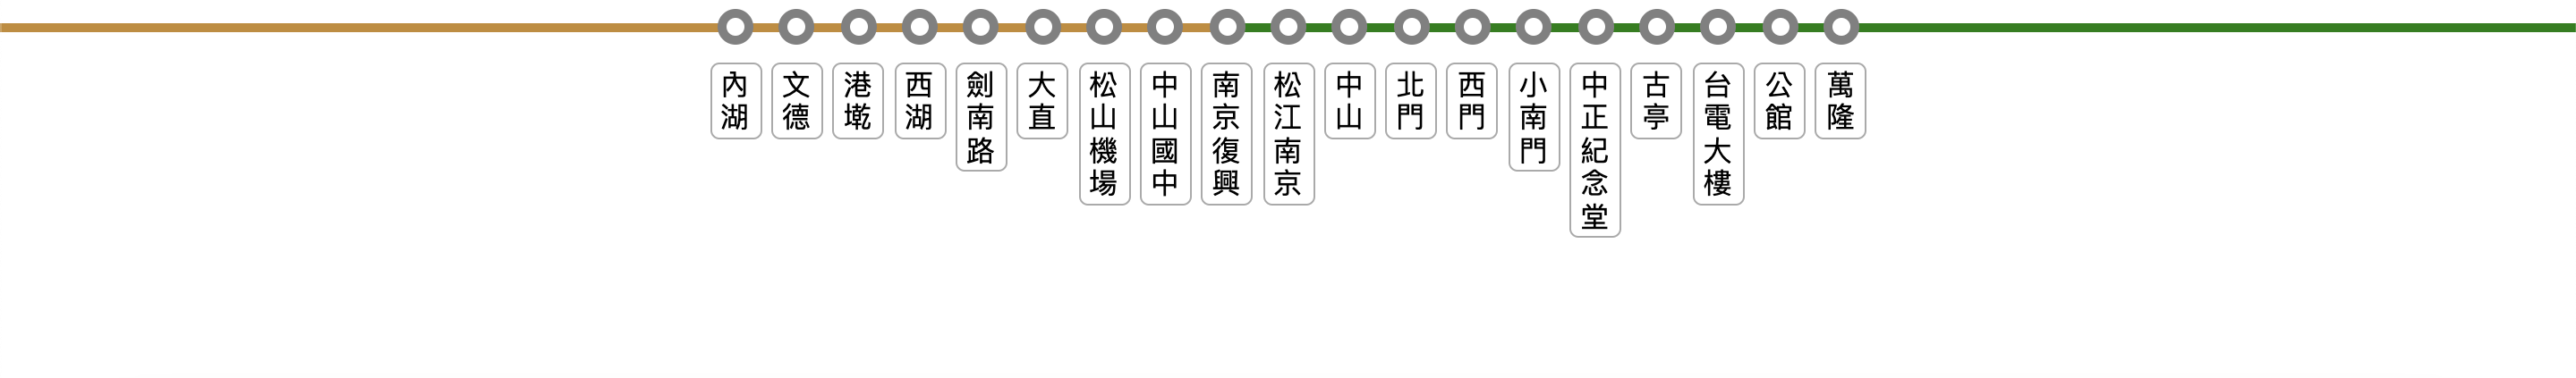 內湖
文德
港墘
西湖
劍南路
大直
松山機場
中山國中
南京復興
松江南京
中山
北門
西門
小南門
中正紀念堂
古亭
台電大樓
公館
萬隆